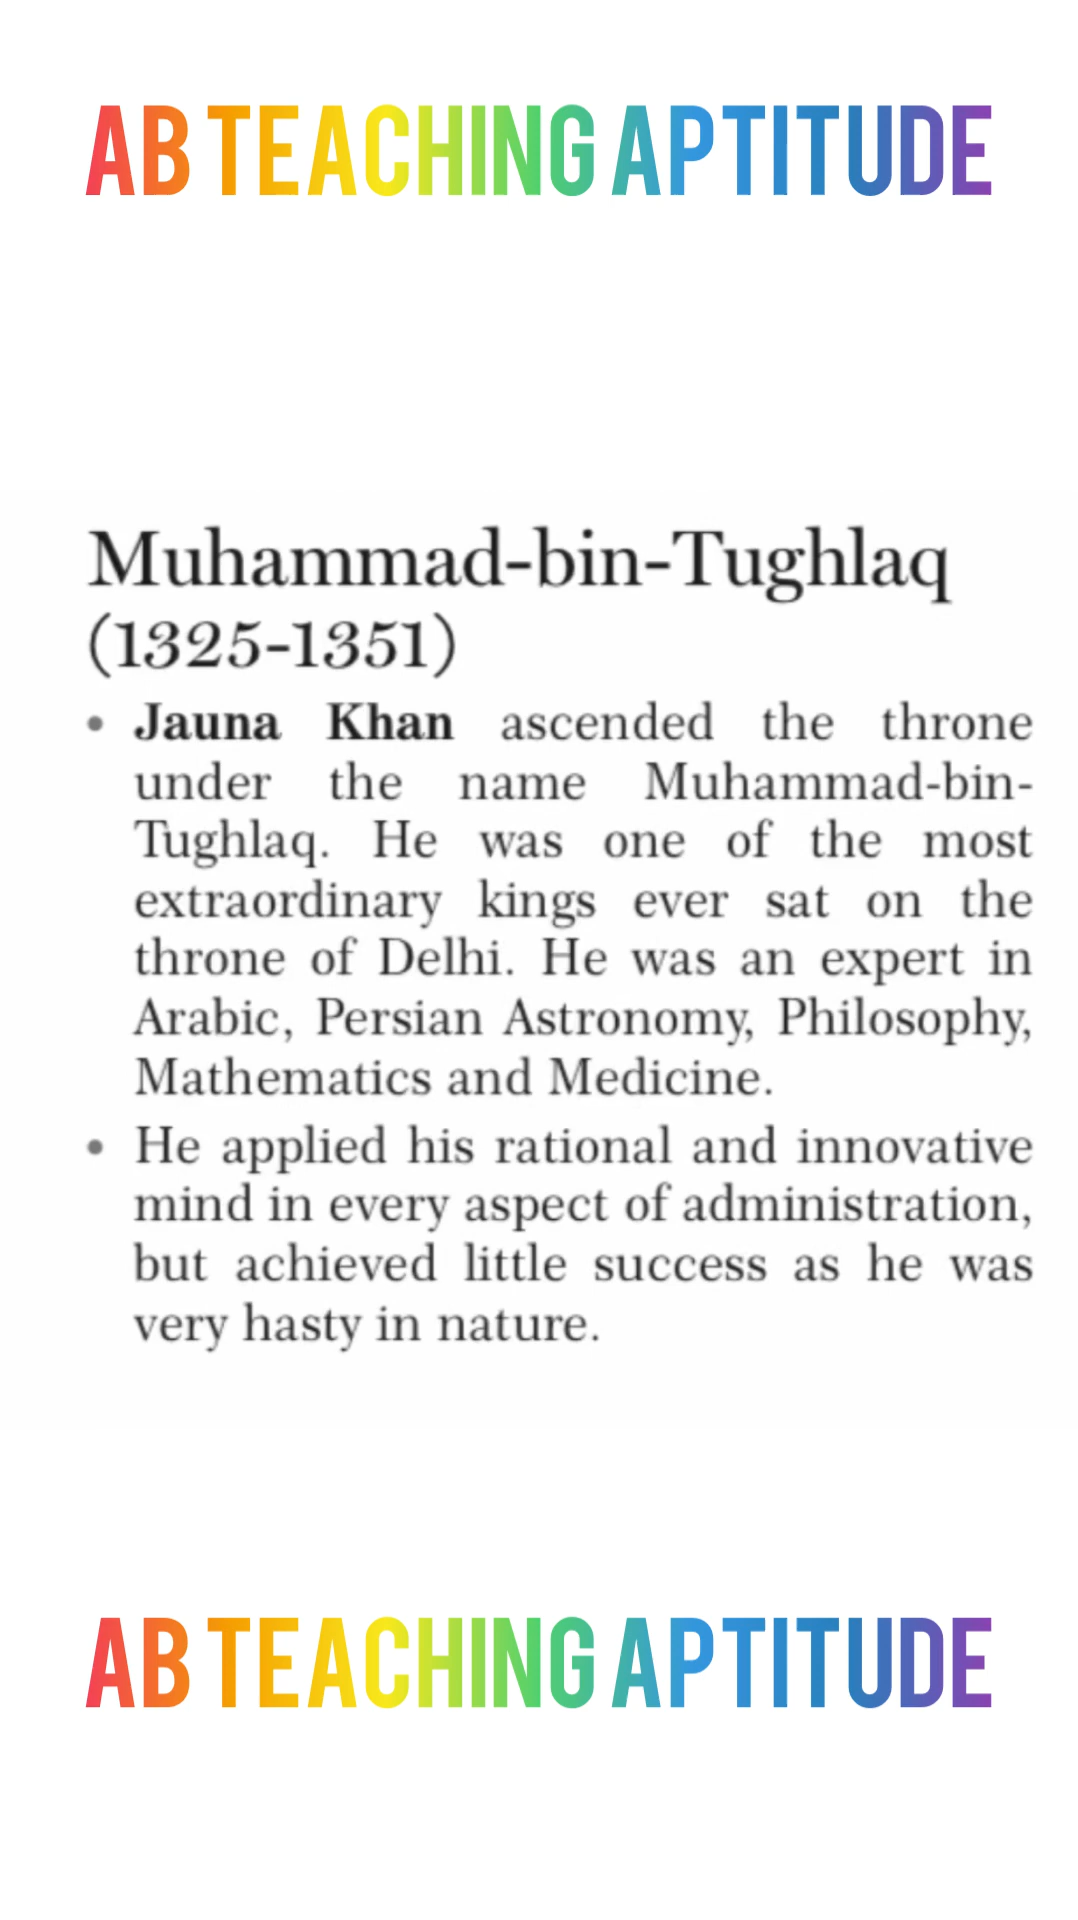 AB TEACHING APTITUDE
Muhammad-bin-Tughlaq
(1325-1351)
• Jauna Khan ascended the throne
under the name Muhammad-bin-
Tughlaq. He was one of the most
extraordinary kings ever sat on the
throne of Delhi. He was an expert in
Arabic, Persian Astronomy, Philosophy,
Mathematics and Medicine.
• He applied his rational and innovative
mind in every aspect of administration,
but achieved little success as he was
very hasty in nature.
AB TEACHING APTITUDE